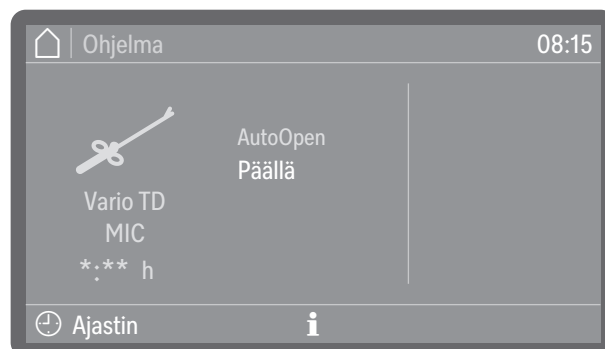 Ohjelma 08:15
AutoOpen
Päällä
Vario TD
MIC
*:** h
Ajastin i